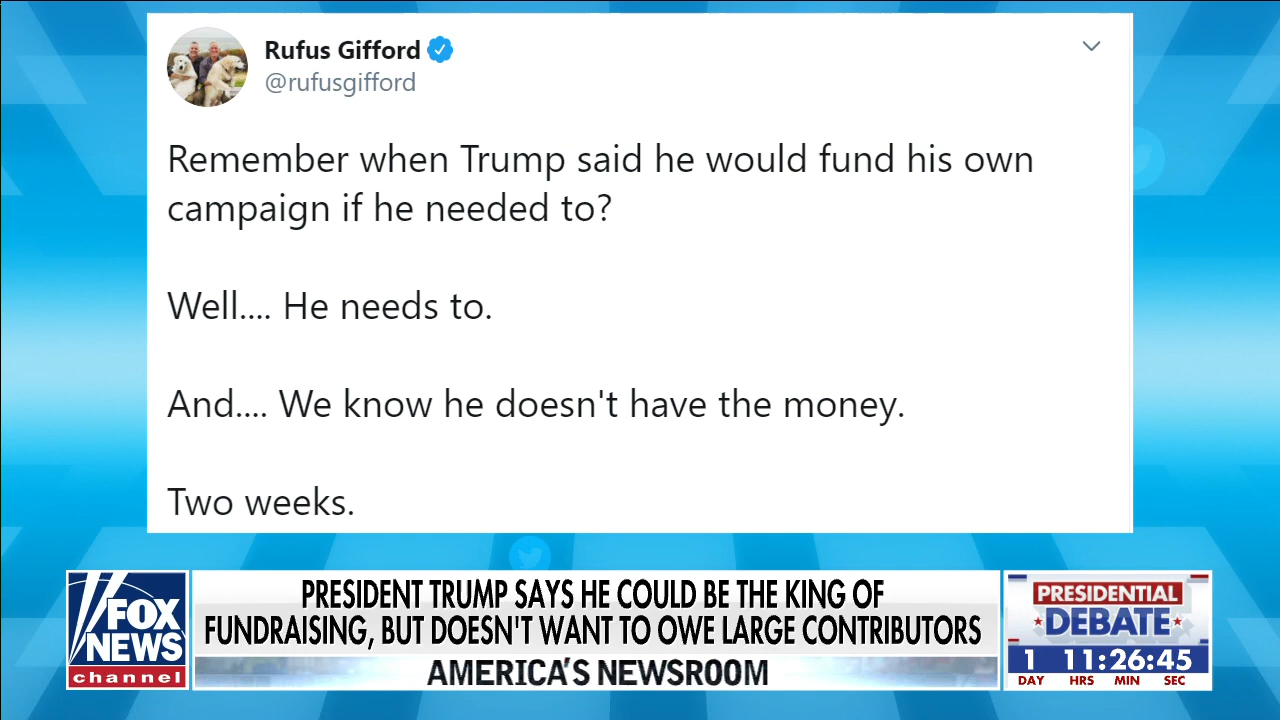 Rufus Gifford
@rufusgifford
Remember when Trump said he would fund his own
campaign if he needed to?
Well.... He needs to.
And.... We know he doesn't have the money.
Two weeks.
FOX
NEWS
channel
PRESIDENT TRUMP SAYS HE COULD BE THE KING OF
FUNDRAISING, BUT DOESN'T WANT TO OWE LARGE CONTRIBUTORS
AMERICA'S NEWSROOM
PRESIDENTIAL
DEBATE
1 11:26:45
DAY HRS MIN SEC